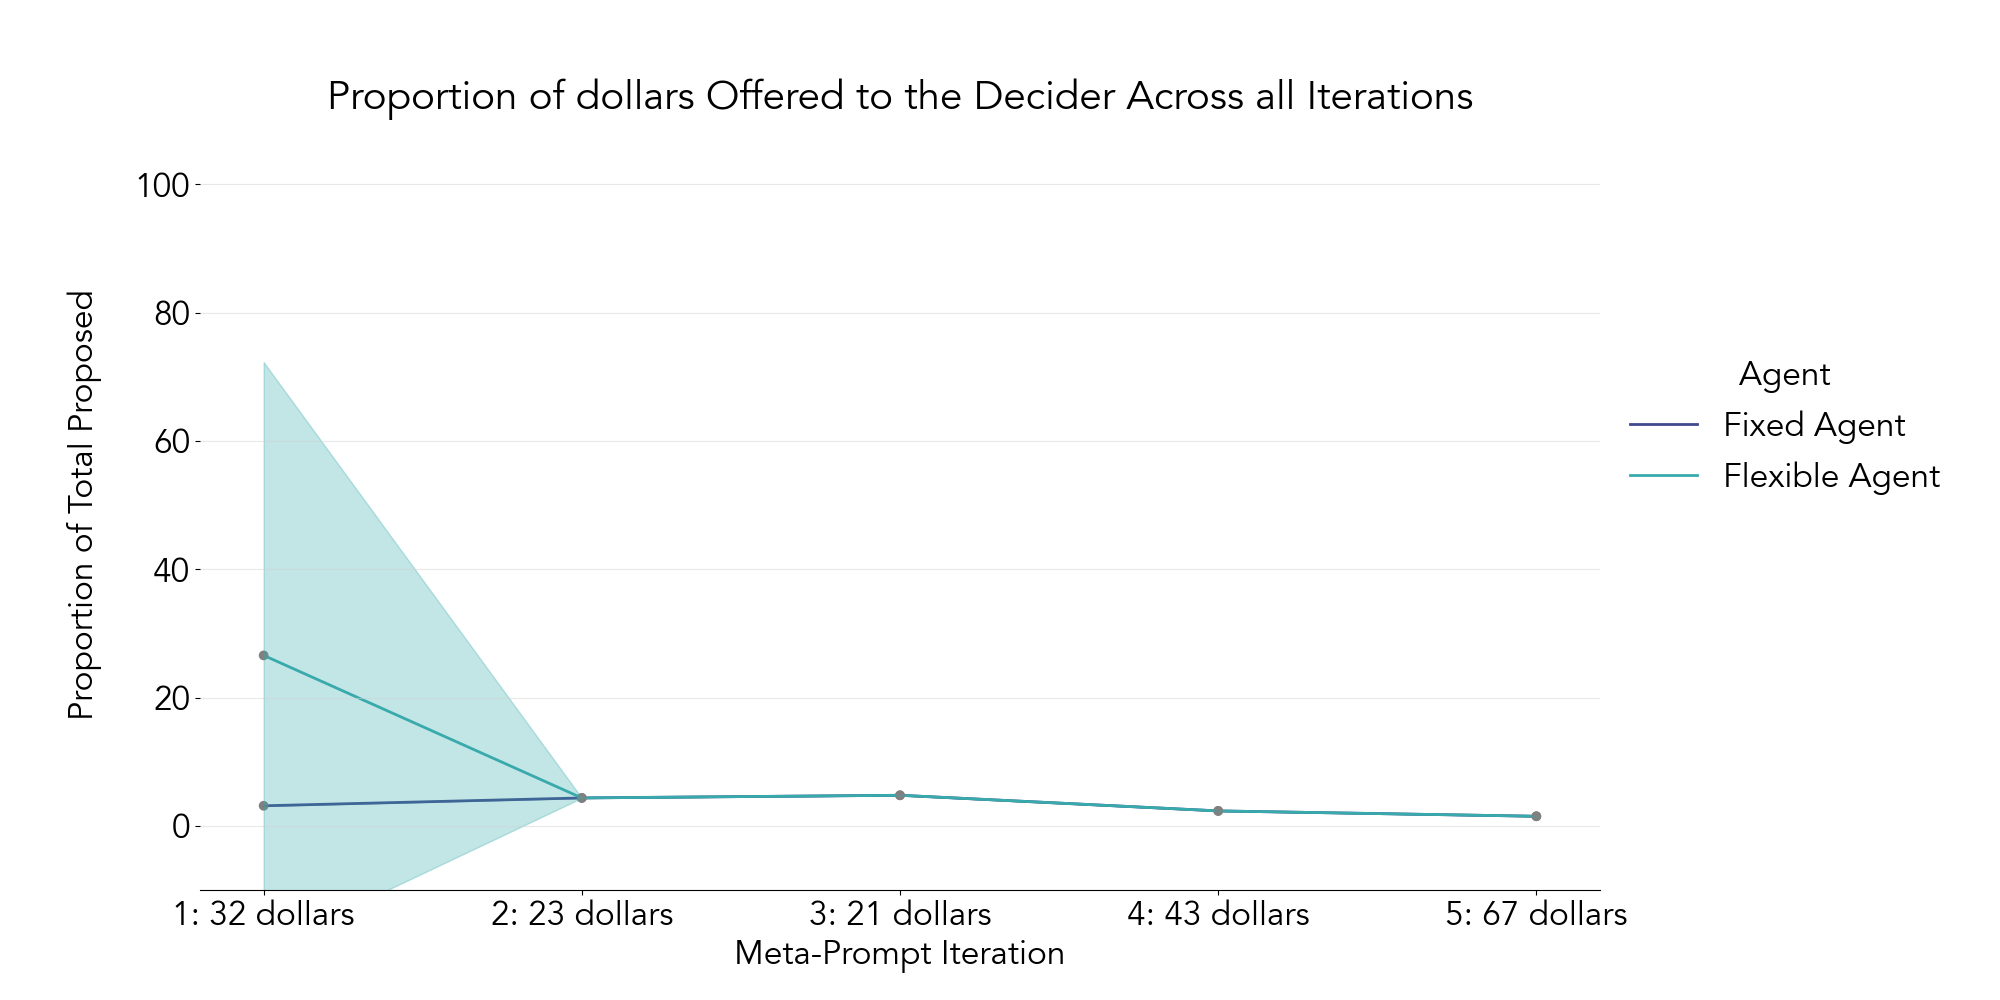 Proportion of dollars Offered to the Decider Across all Iterations
Proportion of Total Proposed
100
80
60
40
20
0
1: 32 dollars
2: 23 dollars
3: 21 dollars
4: 43 dollars
5: 67 dollars
Meta-Prompt Iteration
Agent
Fixed Agent
Flexible Agent